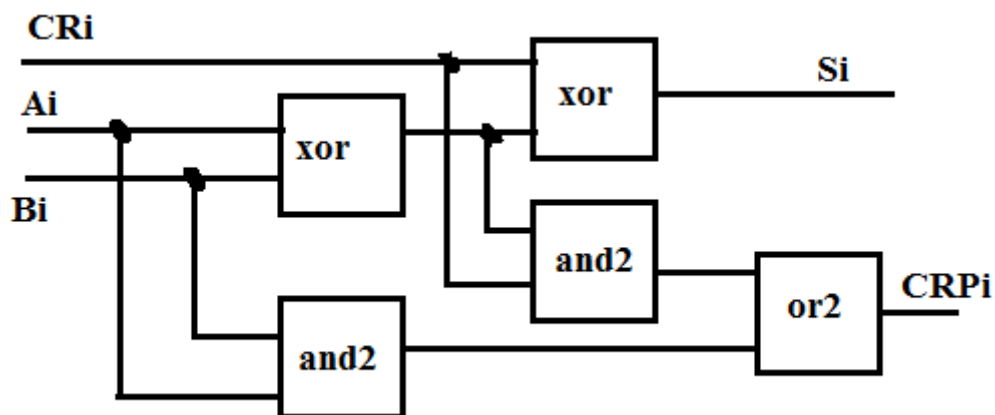 CRi
Si
xor
Ai
xor
Bi
and2
CRPi
or2
and2